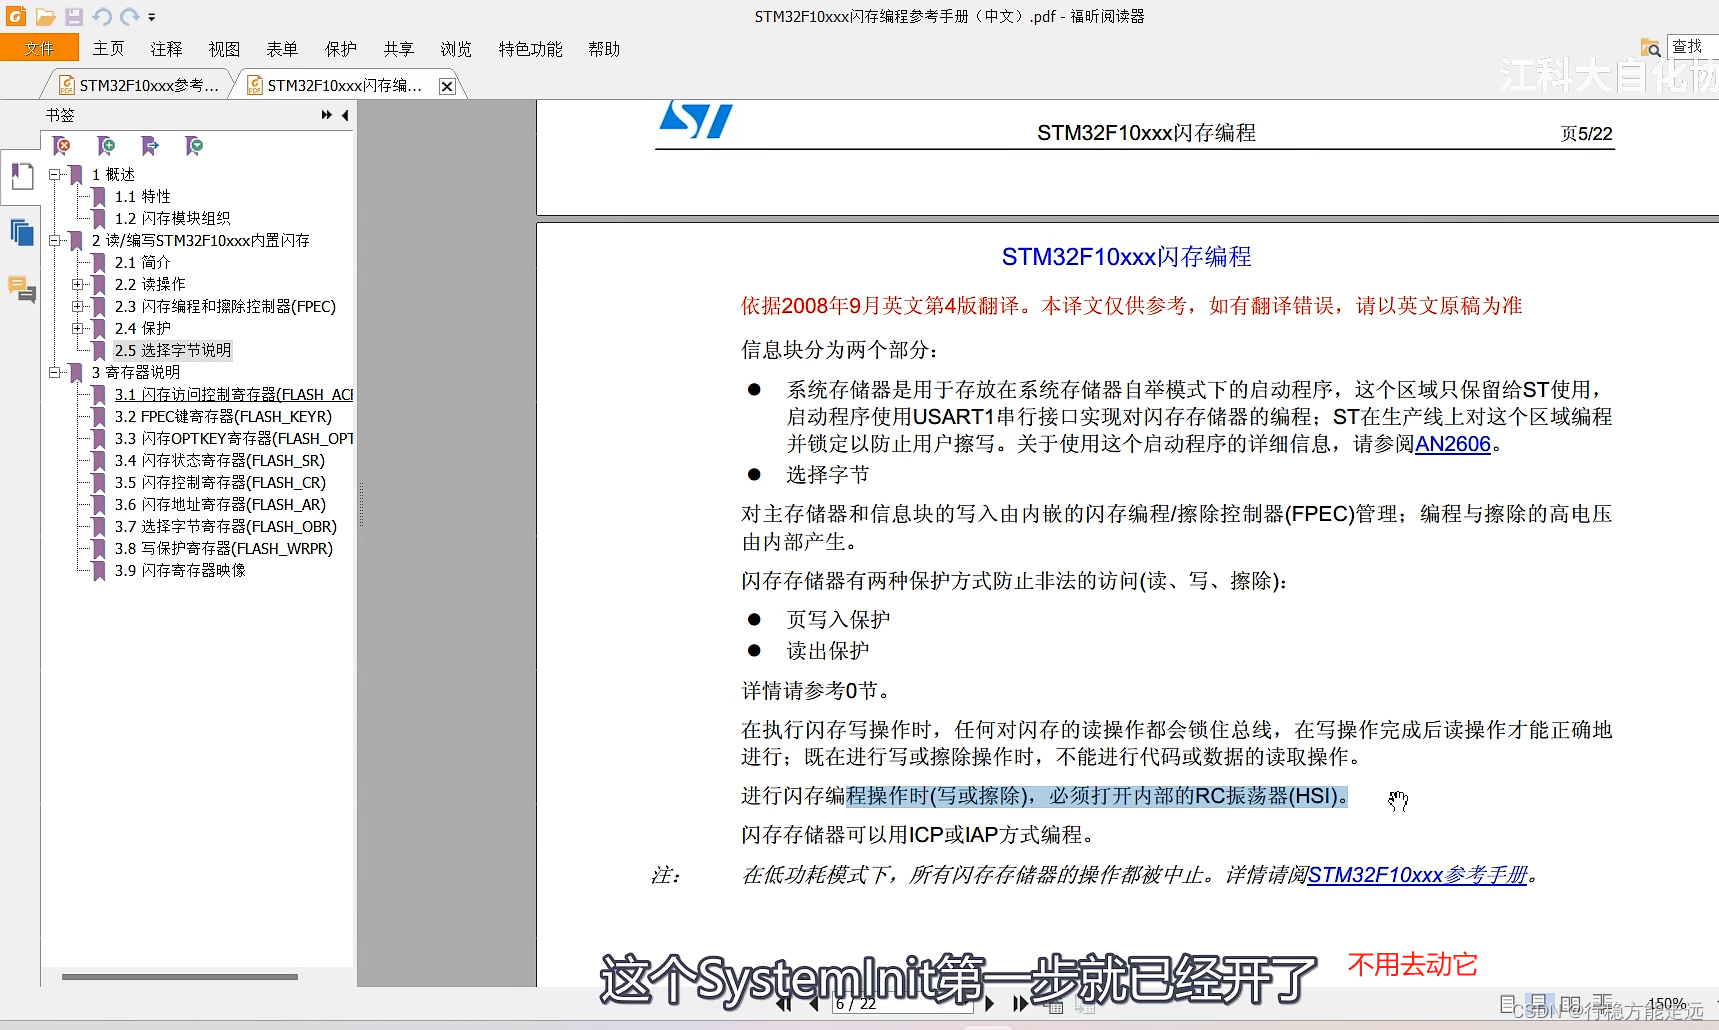 STM32F10xxx闪存编程参考手册（中文）.pdf - 福昕阅读器
文件 主页 注释 视图 表单 保护 共享 浏览 特色功能 帮助
查找
江科大自化协
STM32F10xxx参考... STM32F10xxx闪存编...
书签
1 概述
1.1 特性
1.2 闪存模块组织
2 读/编写STM32F10xxx内置闪存
2.1 简介
2.2 读操作
2.3 闪存编程和擦除控制器(FPEC)
2.4 保护
2.5 选择字节说明
3 寄存器说明
3.1 闪存访问控制寄存器(FLASH_ACR
3.2 FPEC键寄存器(FLASH_KEYR)
3.3 闪存OPTKEY寄存器(FLASH_OPT
3.4 闪存状态寄存器(FLASH_SR)
3.5 闪存控制寄存器(FLASH_CR)
3.6 闪存地址寄存器(FLASH_AR)
3.7 选择字节寄存器(FLASH_OBR)
3.8 写保护寄存器(FLASH_WRPR)
3.9 闪存寄存器映像
ST
STM32F10xxx闪存编程
页5/22
STM32F10xxx闪存编程
依据2008年9月英文第4版翻译。本译文仅供参考，如有翻译错误，请以英文原稿为准
信息块分为两个部分：
● 系统存储器是用于存放在系统存储器自举模式下的启动程序，这个区域只保留给ST使用，
启动程序使用USART1串行接口实现对闪存存储器的编程；ST在生产线上对这个区域编程
并锁定以防止用户擦写。关于使用这个启动程序的详细信息，请参阅AN2606。
● 选择字节
对主存储器和信息块的写入由内嵌的闪存编程/擦除控制器(FPEC)管理；编程与擦除的高电压
由内部产生。
闪存存储器有两种保护方式防止非法的访问(读、写、擦除)：
● 页写入保护
● 读出保护
详情请参考0节。
在执行闪存写操作时，任何对闪存的读操作都会锁住总线，在写操作完成后读操作才能正确地
进行；既在进行写或擦除操作时，不能进行代码或数据的读取操作。
进行闪存编程操作时(写或擦除)，必须打开内部的RC振荡器(HSI)。
闪存存储器可以用ICP或IAP方式编程。
注： 在低功耗模式下，所有闪存存储器的操作都被中止。详情请阅STM32F10xxx参考手册。
这个SystemInit第一步就已经开了
不用去动它
6 / 22
150%
CSDN @行稳方能走远